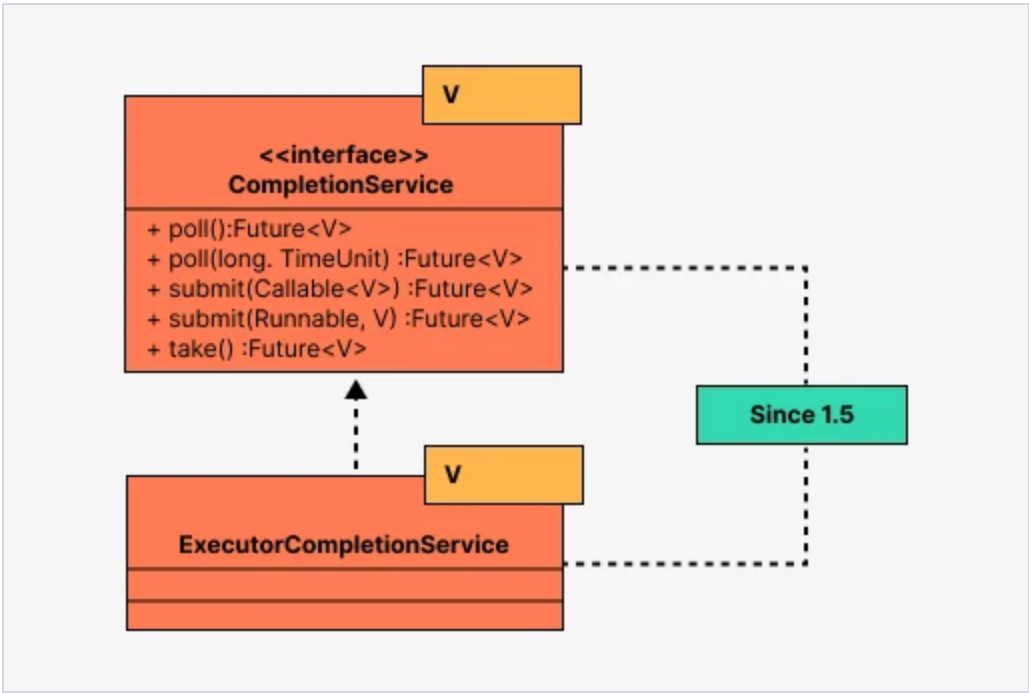 V
<<interface>>
CompletionService
+ poll():Future<V>
+ poll(long. TimeUnit) :Future<V>
+ submit(Callable<V>) :Future<V>
+ submit(Runnable, V) :Future<V>
+ take() :Future<V>
Since 1.5
V
ExecutorCompletionService